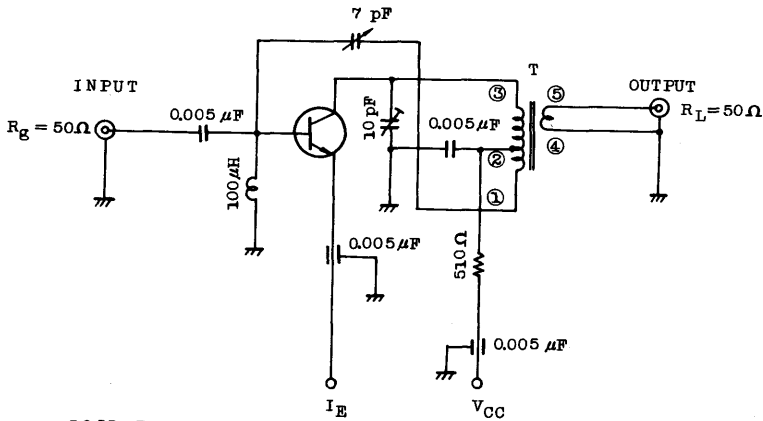 7 pF
INPUT
T
OUTPUT
③
⑤
0.005 μF
10 pF
0.005 μF
Rg = 50Ω
RL=50Ω
②
④
100μH
①
0.005 μF
510Ω
0.005 μF
IE
VCC